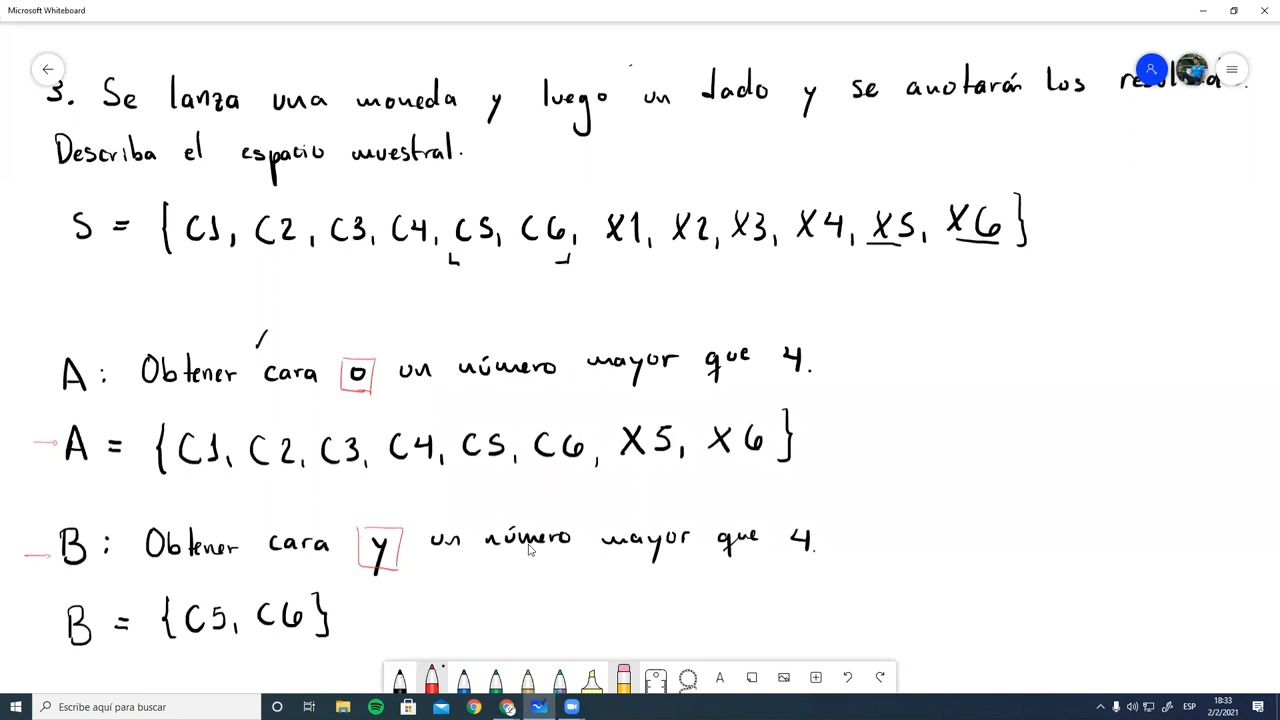 Microsoft Whiteboard
3. Se lanza una moneda y luego un dado y se anotarán los
Describa el espacio muestral.
S = {C1, C2, C3, C4, C5, C6, X1, X2, X3, X4, X5, X6}
A: Obtener cara o un número mayor que 4.
A = {C1, C2, C3, C4, C5, C6, X5, X6}
B: Obtener cara y un número mayor que 4.
B = {C5, C6}
Escribe aquí para buscar
ESP
18:33
2/2/2021